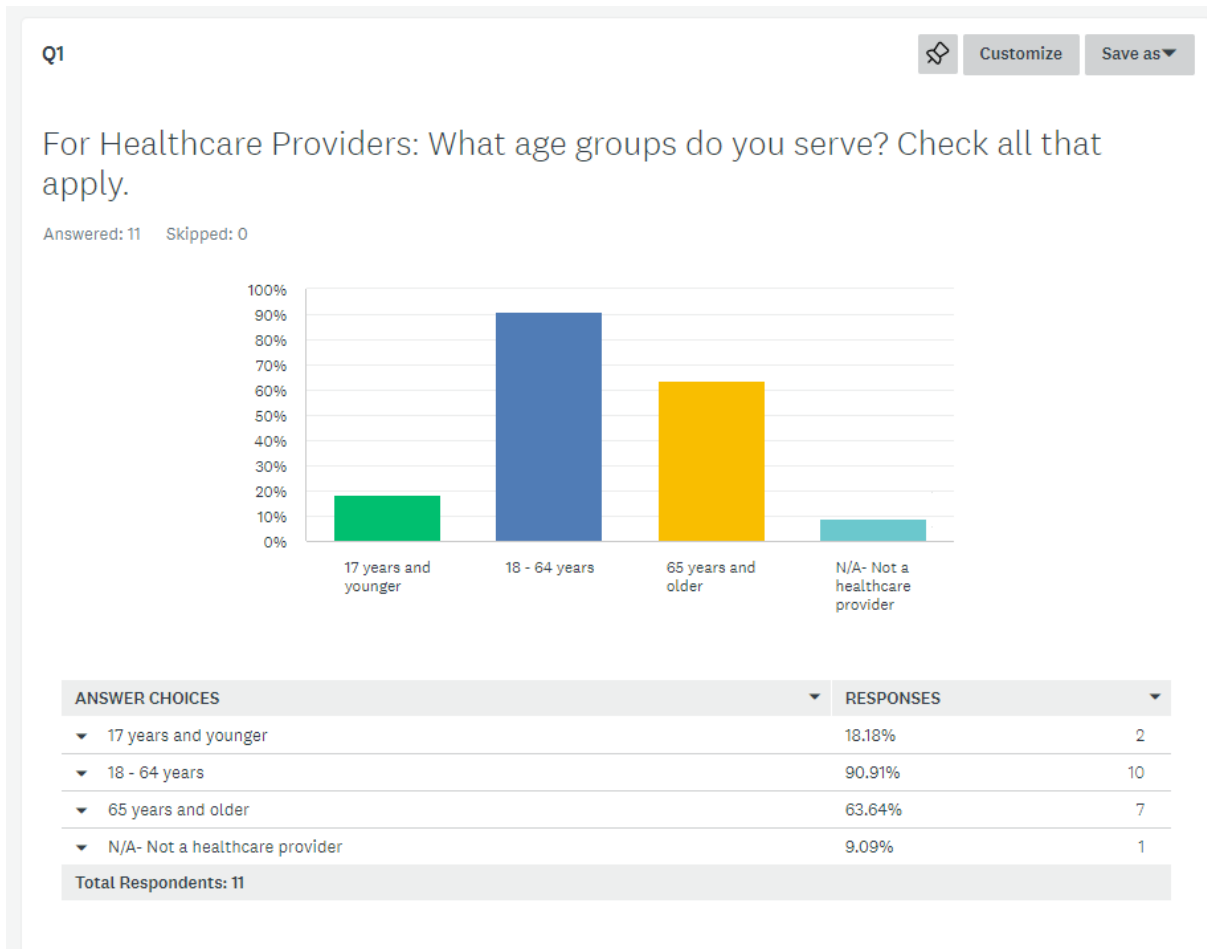 Q1
Customize
Save as
For Healthcare Providers: What age groups do you serve? Check all that
apply.
Answered: 11 Skipped: 0
100%
90%
80%
70%
60%
50%
40%
30%
20%
10%
0%
17 years and
younger
18 - 64 years
65 years and
older
N/A- Not a
healthcare
provider
ANSWER CHOICES RESPONSES
17 years and younger 18.18% 2
18 - 64 years 90.91% 10
65 years and older 63.64% 7
N/A- Not a healthcare provider 9.09% 1
Total Respondents: 11